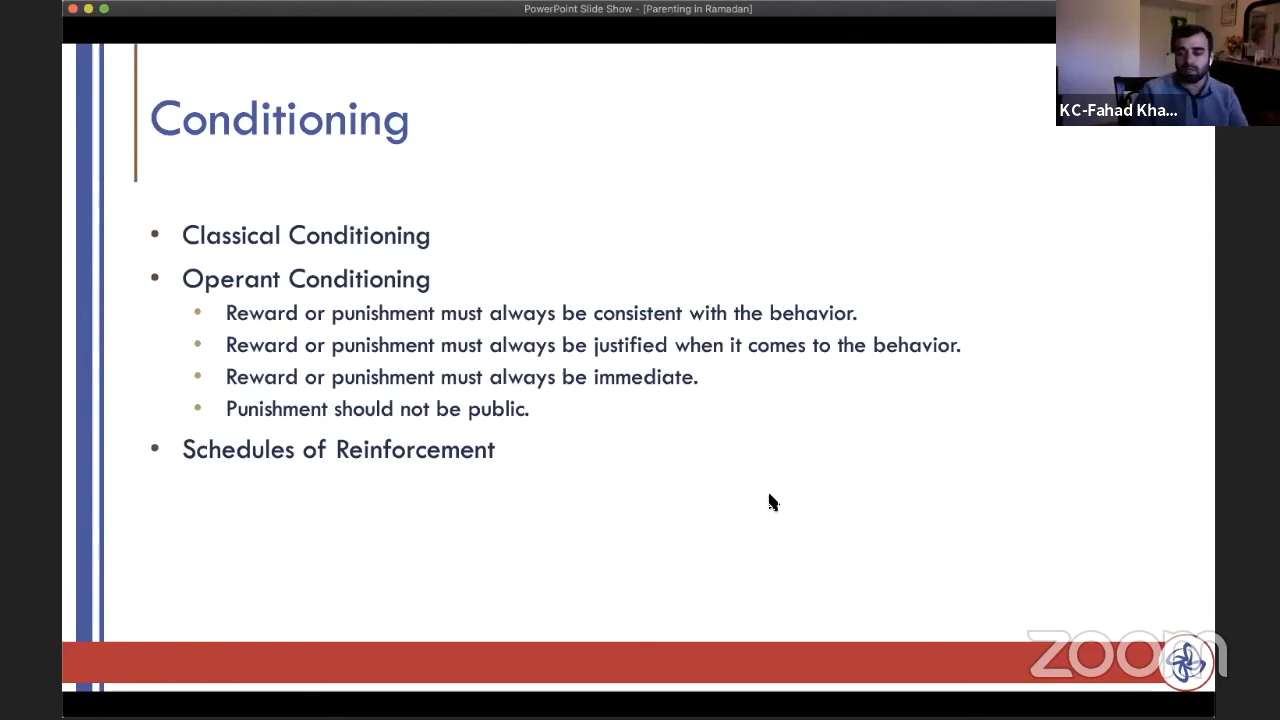 PowerPoint Slide Show - [Parenting in Ramadan]
KC-Fahad Kha...
Conditioning
• Classical Conditioning
• Operant Conditioning
• Reward or punishment must always be consistent with the behavior.
• Reward or punishment must always be justified when it comes to the behavior.
• Reward or punishment must always be immediate.
• Punishment should not be public.
• Schedules of Reinforcement
zoom